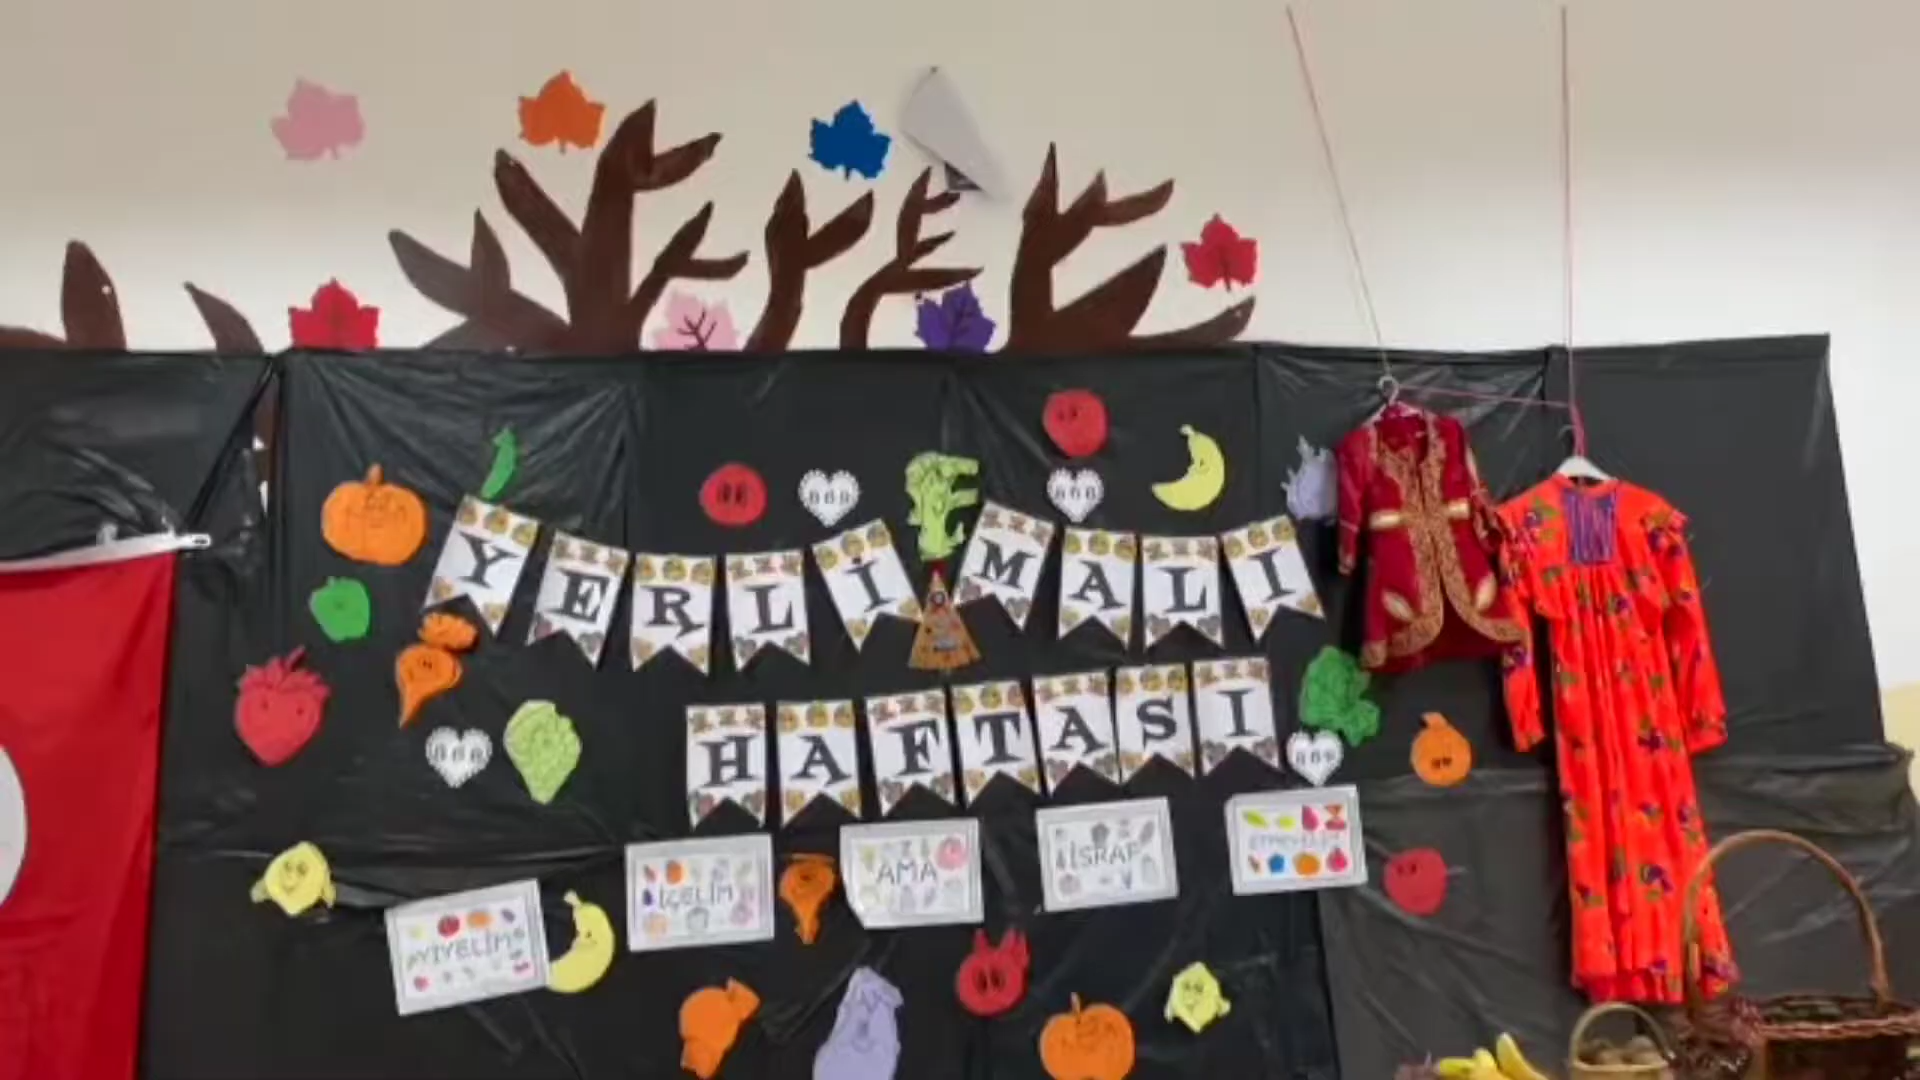 YERLİ MALI
HAFTASI
YİYELİM
İÇELİM
AMA
İSRAF
ETMEYELİM